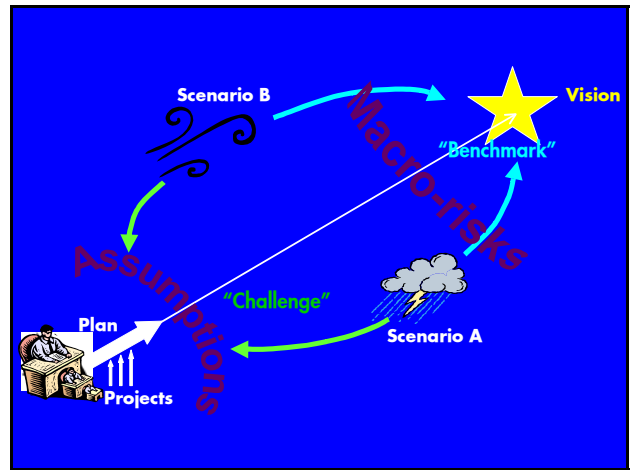 Scenario B
Vision
Macro-risks
“Benchmark”
Assumptions
“Challenge”
Plan
Scenario A
Projects